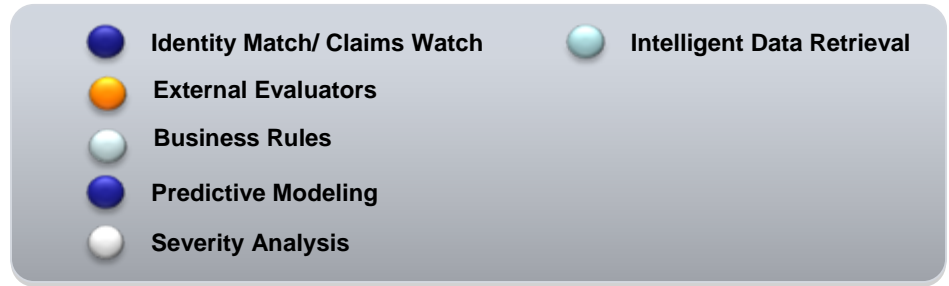 Identity Match/ Claims Watch
External Evaluators
Business Rules
Predictive Modeling
Severity Analysis
Intelligent Data Retrieval